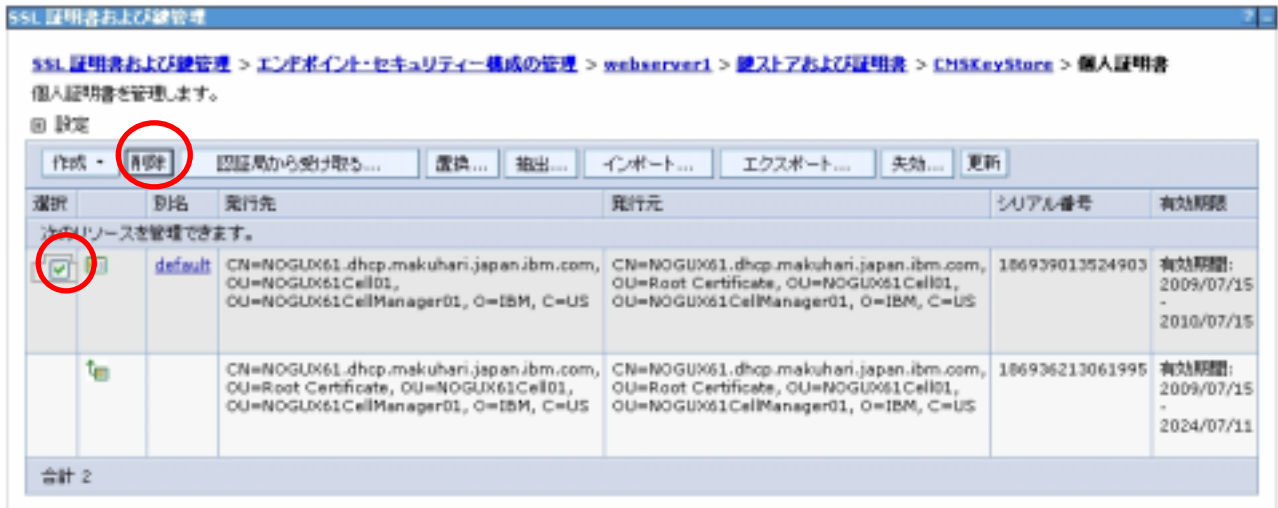 SSL 証明書および鍵管理
SSL 証明書および鍵管理 > エンドポイント・セキュリティー構成の管理 > webserver1 > 鍵ストアおよび証明書 > CMSKeyStore > 個人証明書
個人証明書を管理します。
設定
作成 削除 認証局から受け取る... 置換... 抽出... インポート... エクスポート... 失効... 更新
選択 別名 発行先 発行元 シリアル番号 有効期限
次のリソースを管理できます。
default CN=NOGUX61.dhcp.makuhari.japan.ibm.com, CN=NOGUX61.dhcp.makuhari.japan.ibm.com, 186939013524903 有効期間:
OU=NOGUX61Cell01, OU=Root Certificate, OU=NOGUX61Cell01, 2009/07/15
OU=NOGUX61CellManager01, O=IBM, C=US OU=NOGUX61CellManager01, O=IBM, C=US -
2010/07/15
CN=NOGUX61.dhcp.makuhari.japan.ibm.com, CN=NOGUX61.dhcp.makuhari.japan.ibm.com, 186936213061995 有効期間:
OU=Root Certificate, OU=NOGUX61Cell01, OU=Root Certificate, OU=NOGUX61Cell01, 2009/07/15
OU=NOGUX61CellManager01, O=IBM, C=US OU=NOGUX61CellManager01, O=IBM, C=US -
2024/07/11
合計 2